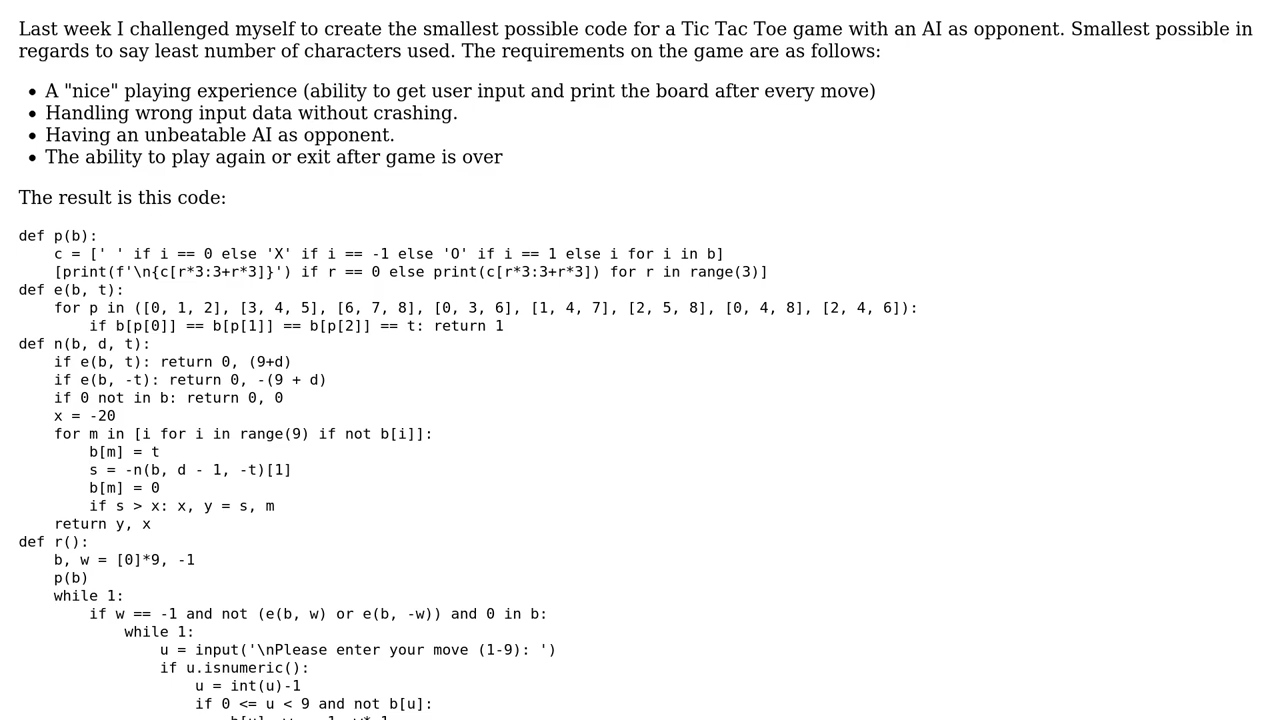 Last week I challenged myself to create the smallest possible code for a Tic Tac Toe game with an AI as opponent. Smallest possible in
regards to say least number of characters used. The requirements on the game are as follows:
• A "nice" playing experience (ability to get user input and print the board after every move)
• Handling wrong input data without crashing.
• Having an unbeatable AI as opponent.
• The ability to play again or exit after game is over
The result is this code:
def p(b):
    c = [' ' if i == 0 else 'X' if i == -1 else 'O' if i == 1 else i for i in b]
    [print(f'\n{c[r*3:3+r*3]}') if r == 0 else print(c[r*3:3+r*3]) for r in range(3)]
def e(b, t):
    for p in ([0, 1, 2], [3, 4, 5], [6, 7, 8], [0, 3, 6], [1, 4, 7], [2, 5, 8], [0, 4, 8], [2, 4, 6]):
        if b[p[0]] == b[p[1]] == b[p[2]] == t: return 1
def n(b, d, t):
    if e(b, t): return 0, (9+d)
    if e(b, -t): return 0, -(9 + d)
    if 0 not in b: return 0, 0
    x = -20
    for m in [i for i in range(9) if not b[i]]:
        b[m] = t
        s = -n(b, d - 1, -t)[1]
        b[m] = 0
        if s > x: x, y = s, m
    return y, x
def r():
    b, w = [0]*9, -1
    p(b)
    while 1:
        if w == -1 and not (e(b, w) or e(b, -w)) and 0 in b:
            while 1:
                u = input('\nPlease enter your move (1-9): ')
                if u.isnumeric():
                    u = int(u)-1
                    if 0 <= u < 9 and not b[u]: